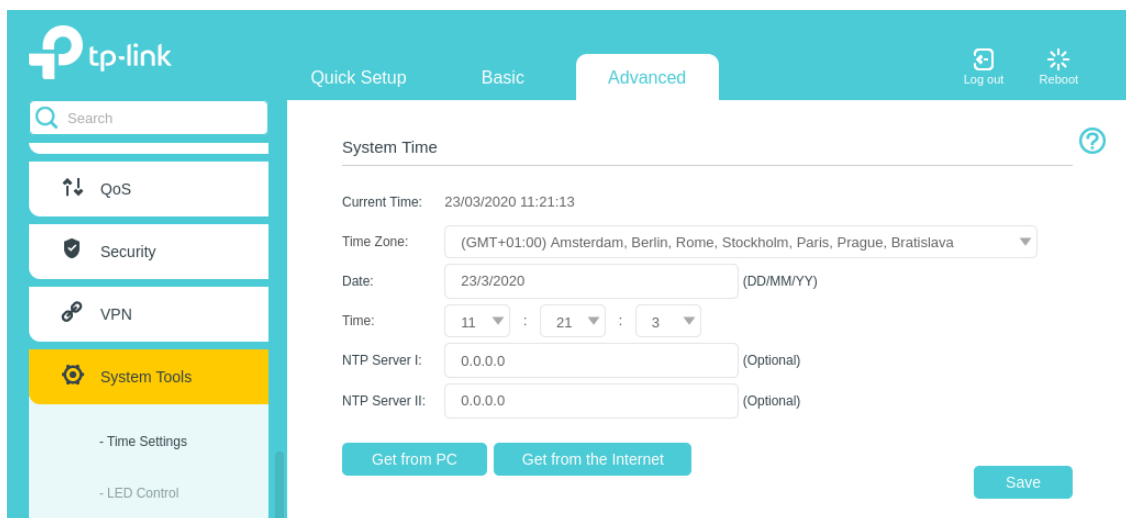 tp-link
Quick Setup Basic Advanced
Log out Reboot
Search
System Time
QoS
Current Time: 23/03/2020 11:21:13
Time Zone: (GMT+01:00) Amsterdam, Berlin, Rome, Stockholm, Paris, Prague, Bratislava
Security
Date: 23/3/2020 (DD/MM/YY)
VPN
Time: 11 : 21 : 3
NTP Server I: 0.0.0.0 (Optional)
System Tools
NTP Server II: 0.0.0.0 (Optional)
- Time Settings
Get from PC Get from the Internet
Save
- LED Control